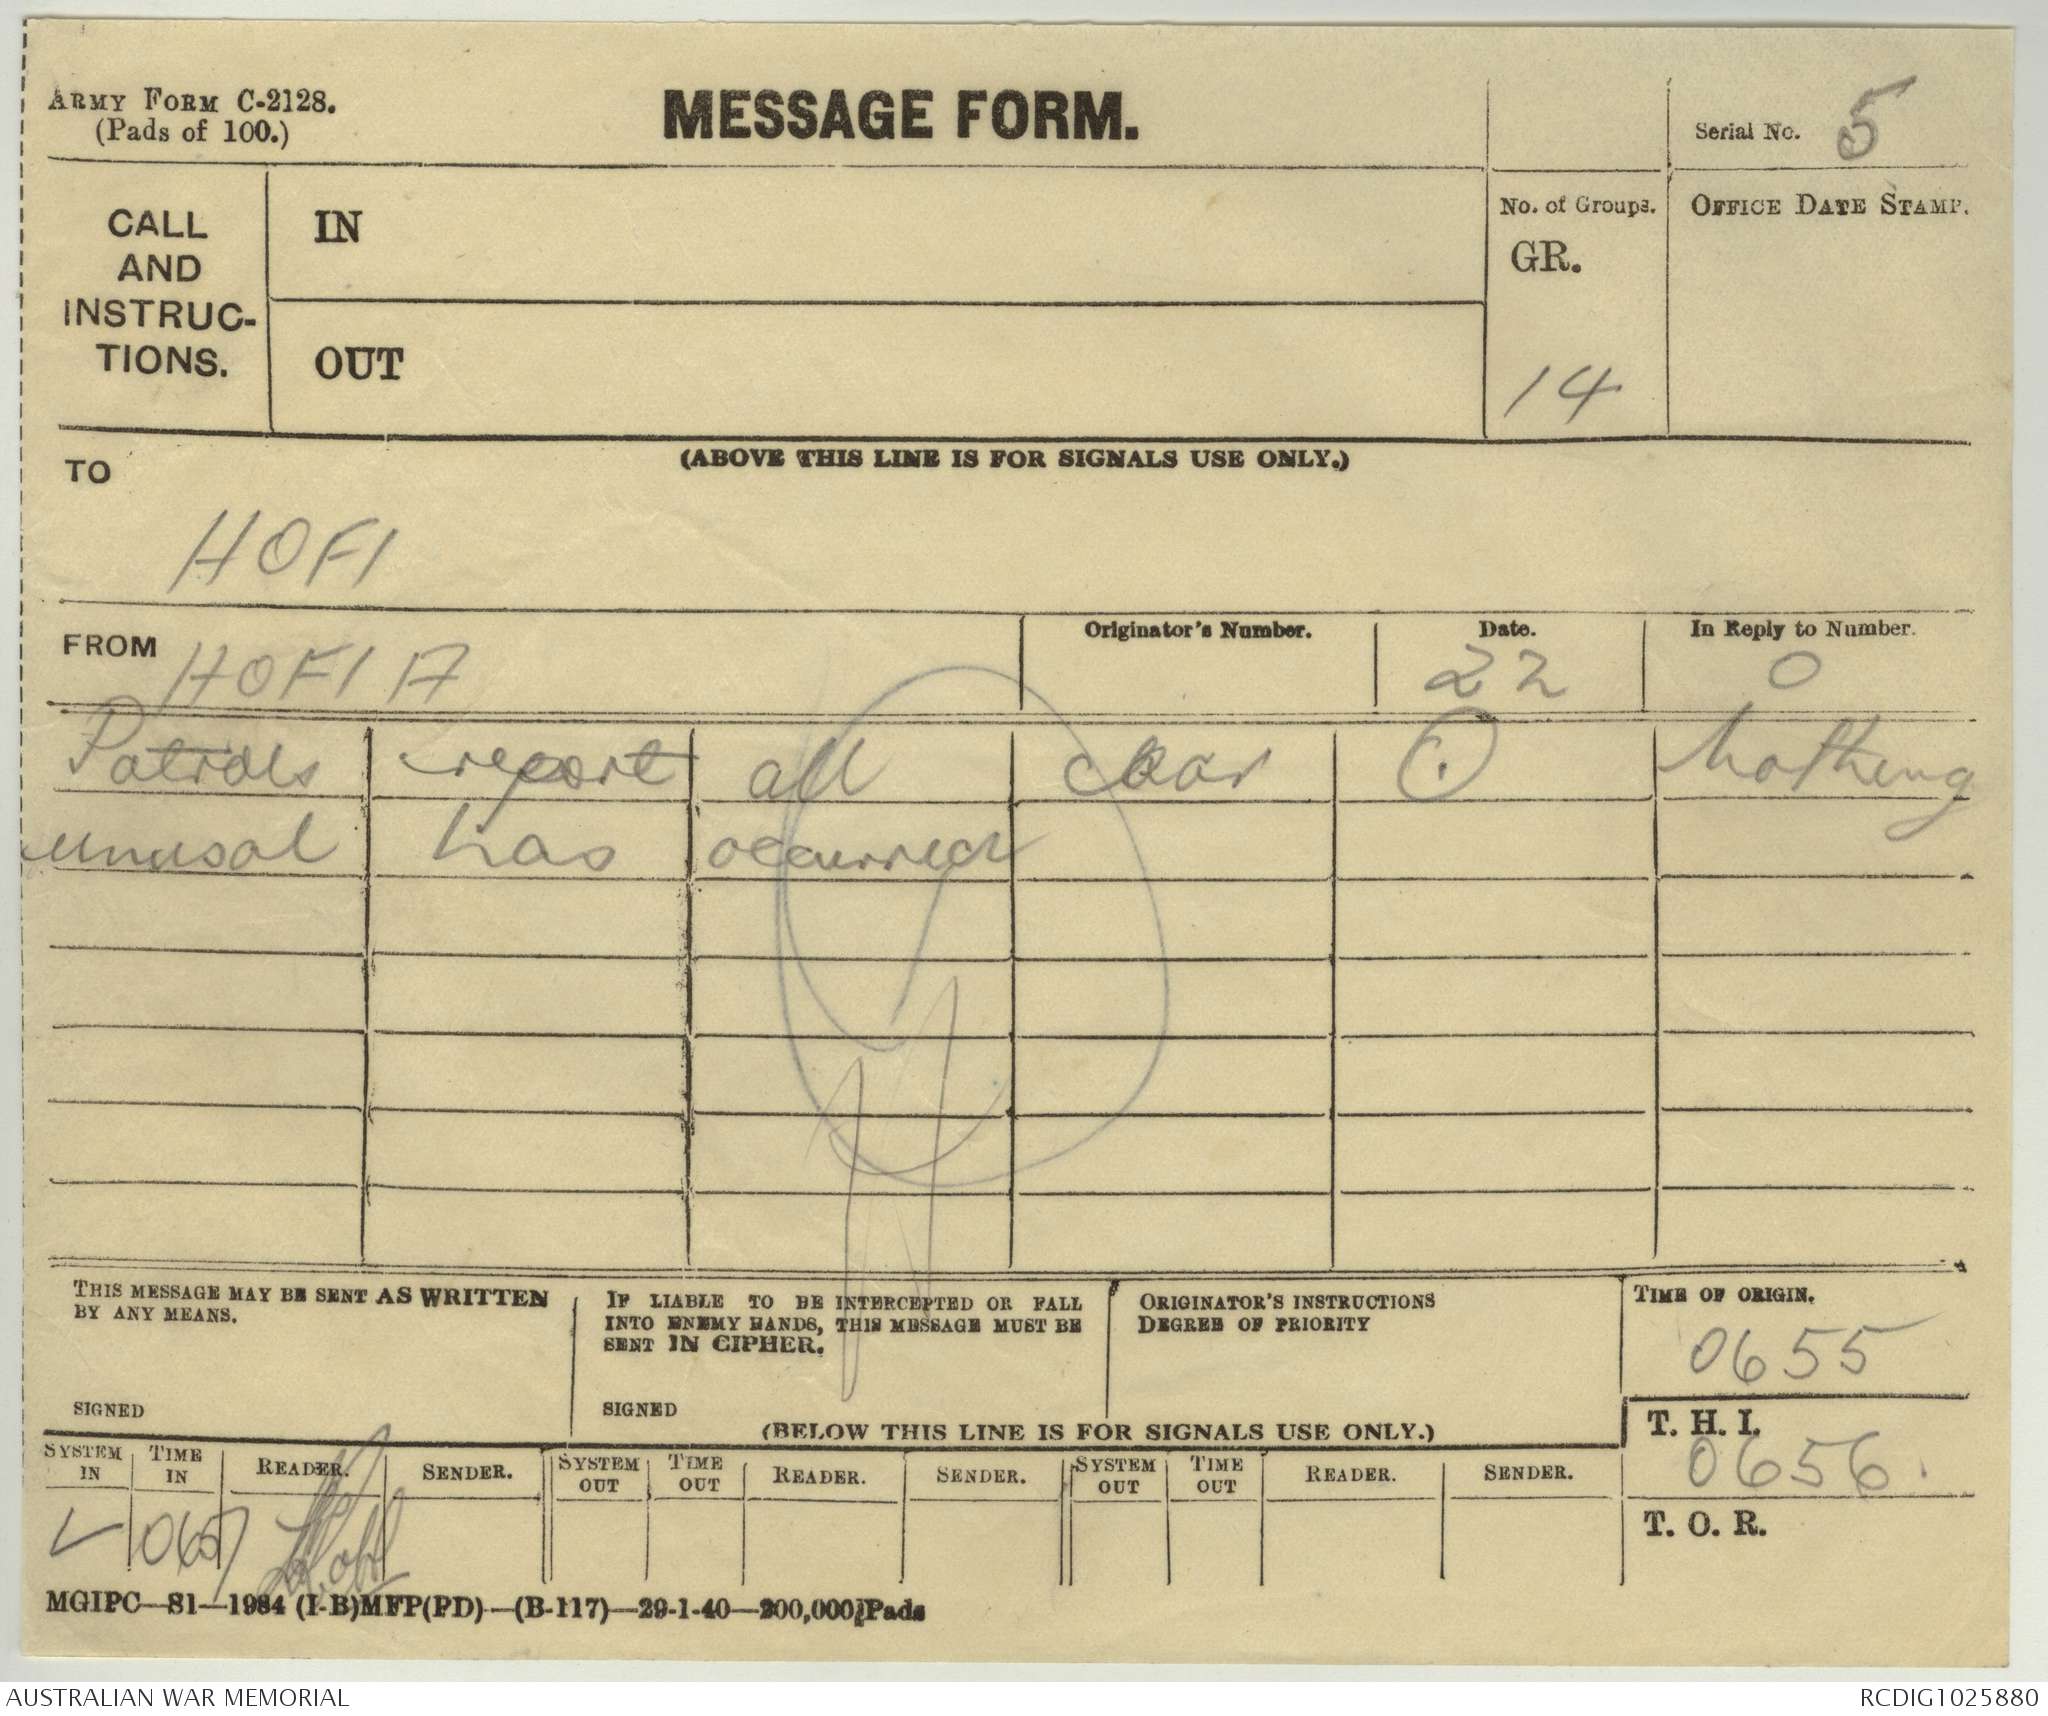 ARMY FORM C-2128.
(Pads of 100.)
MESSAGE FORM.
Serial No. 5
CALL
AND
INSTRUC-
TIONS.
IN
OUT
No. of Groups.
GR.
14
OFFICE DATE STAMP.
(ABOVE THIS LINE IS FOR SIGNALS USE ONLY.)
TO
HOFI
FROM HOFI A
Originator's Number.
Date.
22
In Reply to Number.
0
Patrols report all clear (.) Nothing
unusal has occurred
THIS MESSAGE MAY BE SENT AS WRITTEN
BY ANY MEANS.
SIGNED
IF LIABLE TO BE INTERCEPTED OR FALL
INTO ENEMY HANDS, THIS MESSAGE MUST BE
SENT IN CIPHER.
SIGNED
ORIGINATOR'S INSTRUCTIONS
DEGREE OF PRIORITY
TIME OF ORIGIN.
0655
(BELOW THIS LINE IS FOR SIGNALS USE ONLY.)
T. H. I.
0656.
T. O. R.
SYSTEM IN TIME IN READER. SENDER. SYSTEM OUT TIME OUT READER. SENDER. SYSTEM OUT TIME OUT READER. SENDER.
0657
MGIPC—S1—1984 (I-B)MFP(PD)—(B-117)—29-1-40—200,000 Pads
AUSTRALIAN WAR MEMORIAL
RCDIG1025880